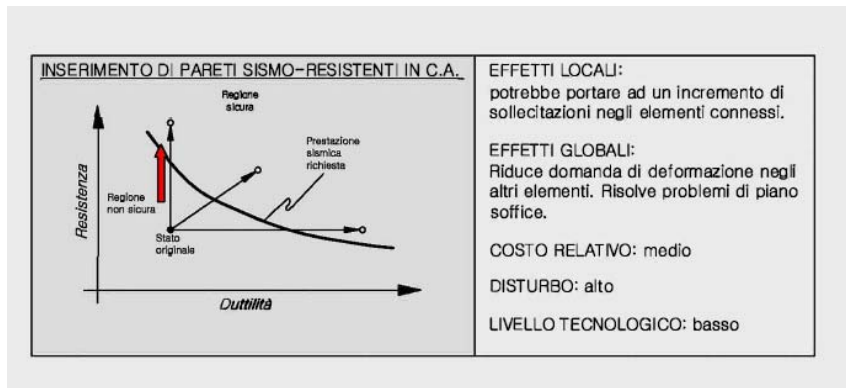 INSERIMENTO DI PARETI SISMO-RESISTENTI IN C.A.
Regione
sicura
Prestazione
sismica
richiesta
Resistenza
Regione
non sicura
Stato
originale
Duttilità
EFFETTI LOCALI:
potrebbe portare ad un incremento di
sollecitazioni negli elementi connessi.
EFFETTI GLOBALI:
Riduce domanda di deformazione negli
altri elementi. Risolve problemi di piano
soffice.
COSTO RELATIVO: medio
DISTURBO: alto
LIVELLO TECNOLOGICO: basso